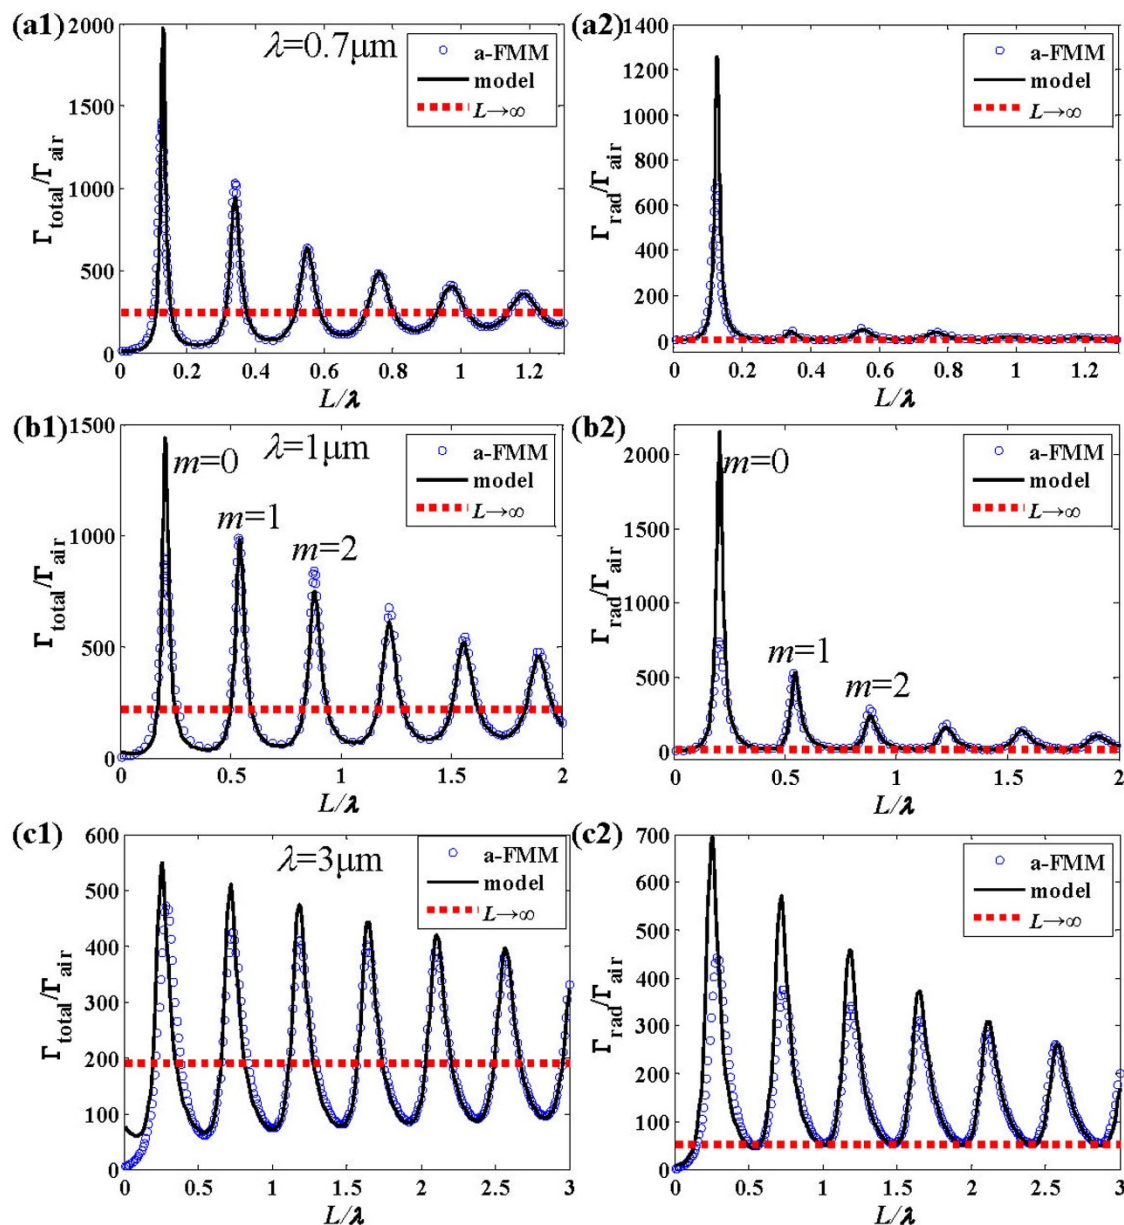 (a1)
λ=0.7μm
a-FMM
model
L→∞
Γtotal/Γair
2000
1500
1000
500
0
0 0.2 0.4 0.6 0.8 1 1.2
L/λ
(a2)
a-FMM
model
L→∞
Γrad/Γair
1400
1200
1000
800
600
400
200
0
0 0.2 0.4 0.6 0.8 1 1.2
L/λ
(b1)
λ=1μm
a-FMM
model
L→∞
m=0
m=1
m=2
Γtotal/Γair
1500
1000
500
0
0 0.5 1 1.5 2
L/λ
(b2)
a-FMM
model
L→∞
m=0
m=1
m=2
Γrad/Γair
2000
1500
1000
500
0
0 0.5 1 1.5 2
L/λ
(c1)
λ=3μm
a-FMM
model
L→∞
Γtotal/Γair
600
500
400
300
200
100
0
0 0.5 1 1.5 2 2.5 3
L/λ
(c2)
a-FMM
model
L→∞
Γrad/Γair
700
600
500
400
300
200
100
0
0 0.5 1 1.5 2 2.5 3
L/λ